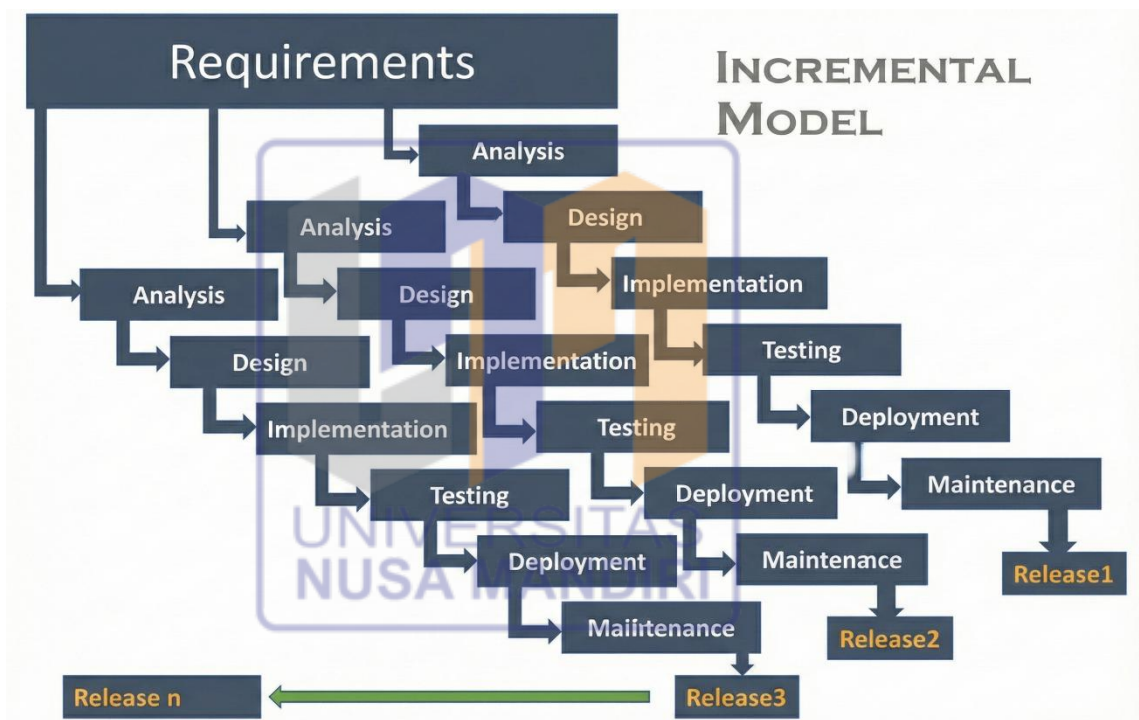 Requirements
INCREMENTAL
MODEL
Analysis
Design
Implementation
Testing
Deployment
Maintenance
Release1
Analysis
Design
Implementation
Testing
Deployment
Maintenance
Release2
Analysis
Design
Implementation
Testing
Deployment
Maiintenance
Release3
Release n
UNIVERSITAS
NUSA MANDIRI